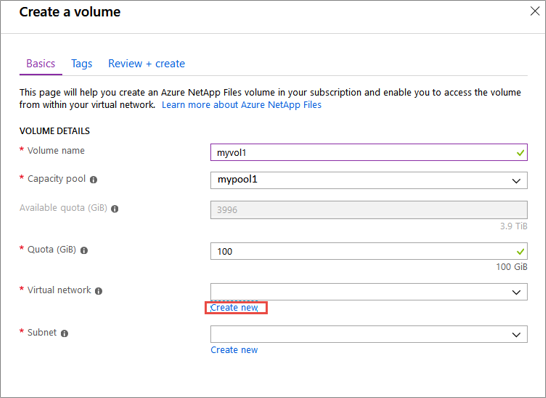 Create a volume
Basics Tags Review + create
This page will help you create an Azure NetApp Files volume in your subscription and enable you to access the volume
from within your virtual network. Learn more about Azure NetApp Files
VOLUME DETAILS
* Volume name
myvol1
* Capacity pool
mypool1
Available quota (GiB)
3996
3.9 TiB
* Quota (GiB)
100
100 GiB
* Virtual network
Create new
* Subnet
Create new